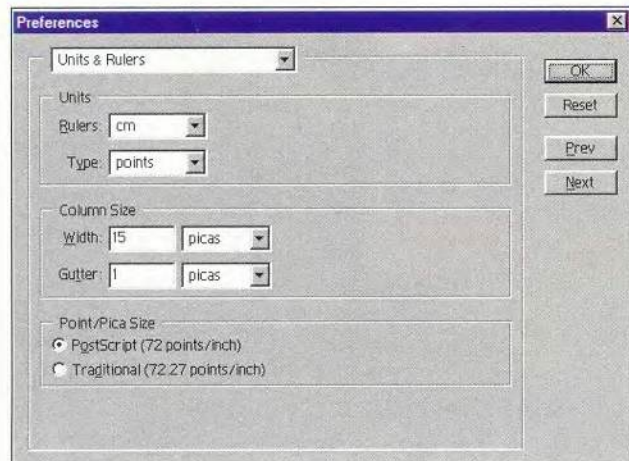 Preferences
Units & Rulers
Units
Rulers: cm
Type: points
Column Size
Width: 15 picas
Gutter: 1 picas
Point/Pica Size
PostScript (72 points/inch)
Traditional (72.27 points/inch)
OK
Reset
Prev
Next